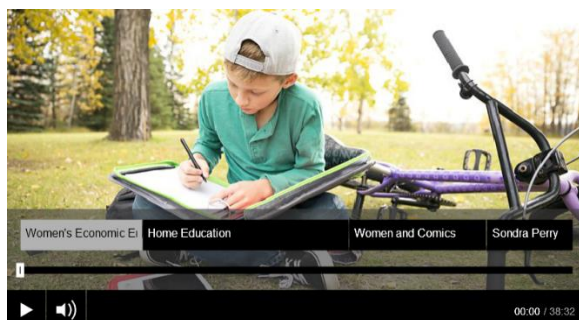 Women's Economic E
Home Education
Women and Comics
Sondra Perry
00:00 / 38:32